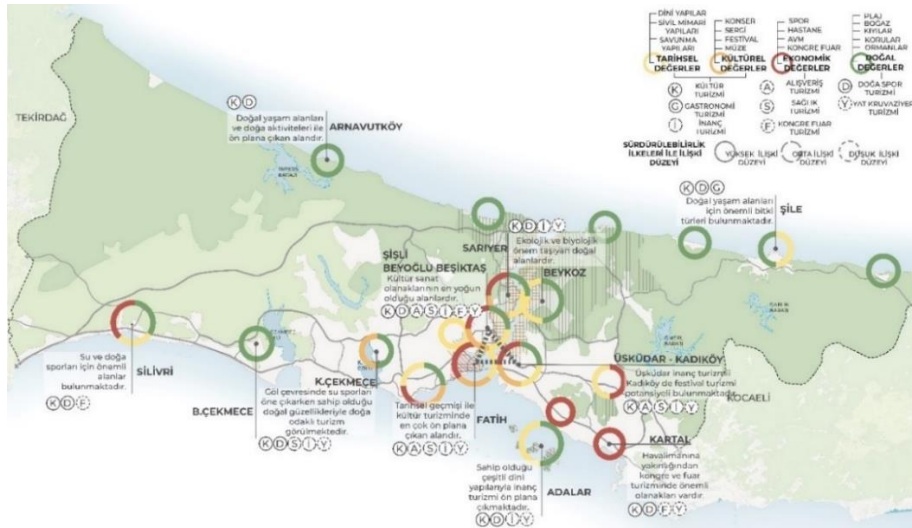 DİNİ YAPILAR
SİVİL MİMARİ
YAPILARI
SAVUNMA
YAPILARI
TARİHSEL
DEĞERLER
KONSER
SERGİ
FESTİVAL
MÜZE
KÜLTÜREL
DEĞERLER
SPOR
HASTANE
AVM
KONGRE FUAR
EKONOMİK
DEĞERLER
PLAJ
BOĞAZ
KIYILAR
KORULAR
ORMANLAR
DOĞAL
DEĞERLER
K KÜLTÜR
TURİZMİ
G GASTRONOMİ
TURİZMİ
İ İNANÇ
TURİZMİ
A ALIŞVERİŞ
TURİZMİ
S SAĞLIK
TURİZMİ
F KONGRE FUAR
TURİZMİ
D DOĞA SPOR
TURİZMİ
Y YAT KRUVAZİYER
TURİZMİ
SÜRDÜRÜLEBİLİRLİK
İLKELERİ İLE İLİŞKİ
DÜZEYİ
YÜKSEK İLİŞKİ
DÜZEYİ
ORTA İLİŞKİ
DÜZEYİ
DÜŞÜK İLİŞKİ
DÜZEYİ
TEKİRDAĞ
K D
Doğal yaşam alanları
ve doğa aktiviteleri ile
ön plana çıkan alandır.
ARNAVUTKÖY
K D G
Doğal yaşam alanları
için önemli bitki
türleri bulunmaktadır.
ŞİLE
SARIYER
K D İ Y
Ekolojik ve biyolojik
önem taşıyan doğal
alanlardır.
BEYKOZ
ŞİŞLİ
BEYOĞLU BEŞİKTAŞ
Kültür sanat
olanaklarının en yoğun
olduğu alanlardır.
K D A S İ F Y
SİLİVRİ
Su ve doğa
sporları için önemli
alanlar
bulunmaktadır.
K D F
B.ÇEKMECE
K.ÇEKMECE
Göl çevresinde su sporları
öne çıkarken sahip olduğu
doğal güzellikleriyle doğa
odaklı turizm
görülmektedir.
K D S İ Y
FATİH
Tarihsel geçmişi ile
kültür turizminde
en çok ön plana
çıkan alandır.
K A S İ Y
ÜSKÜDAR - KADIKÖY
Üsküdar inanç turizmi
Kadıköy de festival turizmi
potansiyeli bulunmaktadır
K A S İ Y
KOCAELİ
KARTAL
Havalimanına
yakınlığından
kongre ve fuar
turizminde önemli
olanakları vardır.
K D F Y
ADALAR
Sahip olduğu
çeşitli dini
yapılarıyla inanç
turizmi ön plana
çıkmaktadır.
K D İ Y